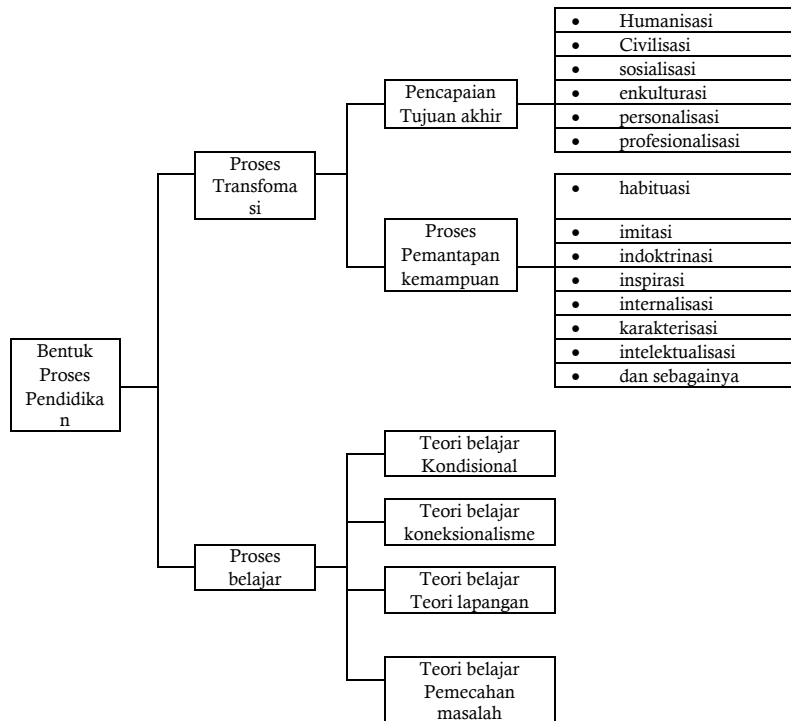 Bentuk
Proses
Pendidika
n
Proses
Transfoma
si
Pencapaian
Tujuan akhir
• Humanisasi
• Civilisasi
• sosialisasi
• enkulturasi
• personalisasi
• profesionalisasi
Proses
Pemantapan
kemampuan
• habituasi
• imitasi
• indoktrinasi
• inspirasi
• internalisasi
• karakterisasi
• intelektualisasi
• dan sebagainya
Proses
belajar
Teori belajar
Kondisional
Teori belajar
koneksionalisme
Teori belajar
Teori lapangan
Teori belajar
Pemecahan
masalah